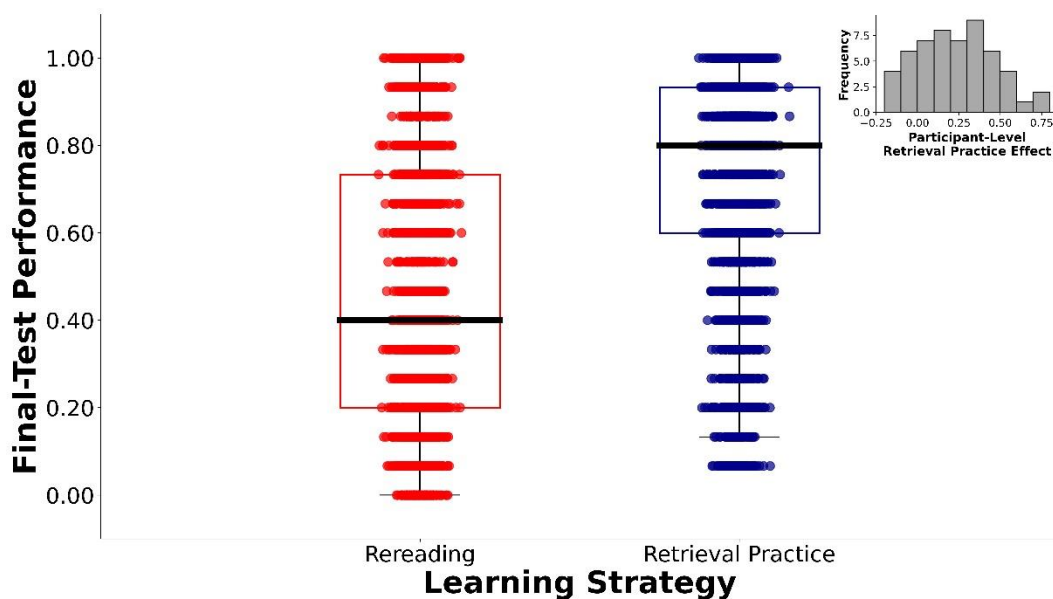 Final-Test Performance
1.00
0.80
0.60
0.40
0.20
0.00
Rereading
Retrieval Practice
Learning Strategy
Frequency
7.5
5.0
2.5
0.0
−0.25
0.00
0.25
0.50
0.75
Participant-Level
Retrieval Practice Effect